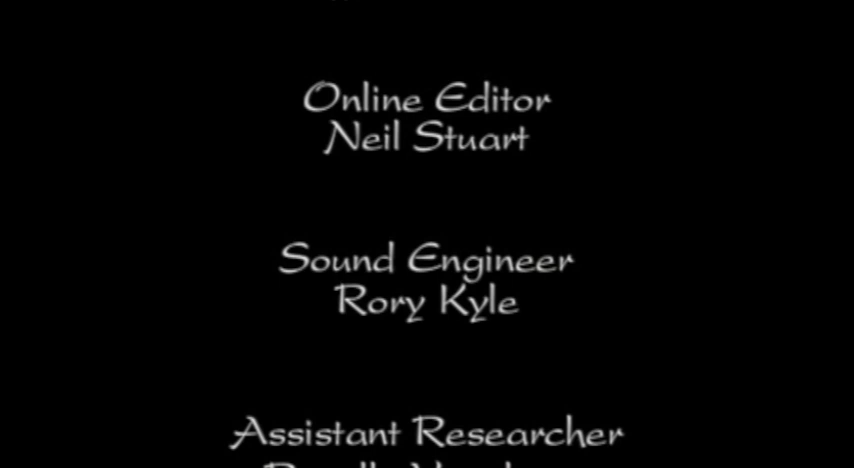 Online Editor
Neil Stuart
Sound Engineer
Rory Kyle
Assistant Researcher